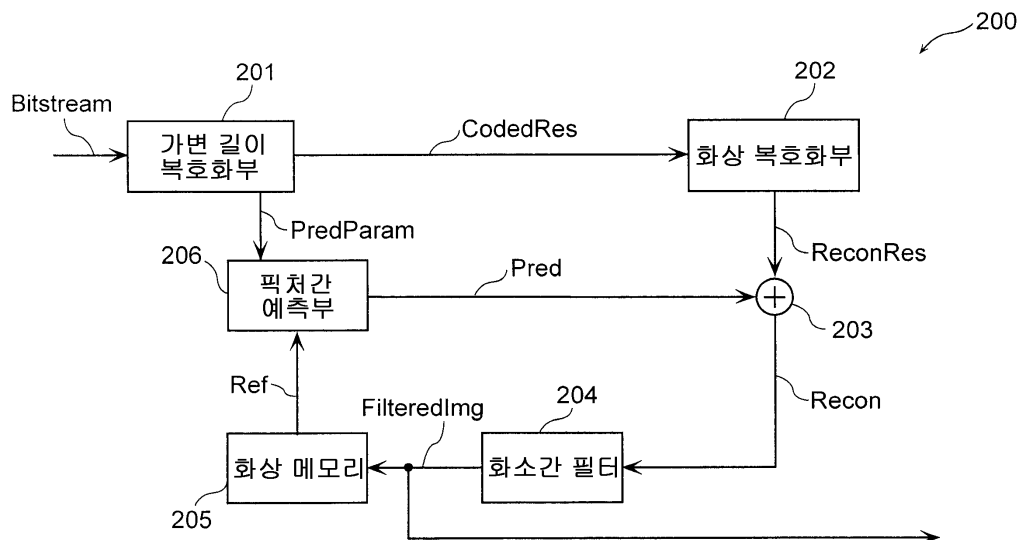 200
201
202
Bitstream
CodedRes
가변 길이
복호화부
화상 복호화부
PredParam
ReconRes
206
Pred
픽처간
예측부
203
Ref
FilteredImg
204
Recon
화상 메모리
화소간 필터
205